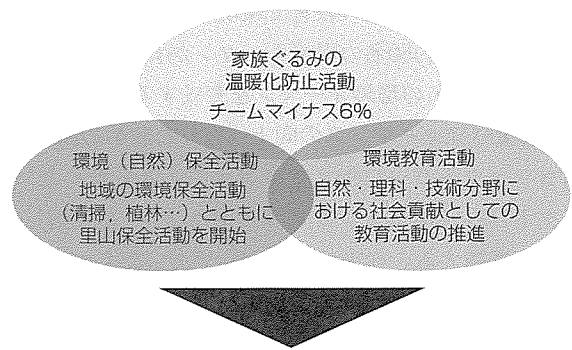 家族ぐるみの
温暖化防止活動
チームマイナス6%
環境（自然）保全活動
地域の環境保全活動
（清掃，植林…）とともに
里山保全活動を開始
環境教育活動
自然・理科・技術分野に
おける社会貢献としての
教育活動の推進